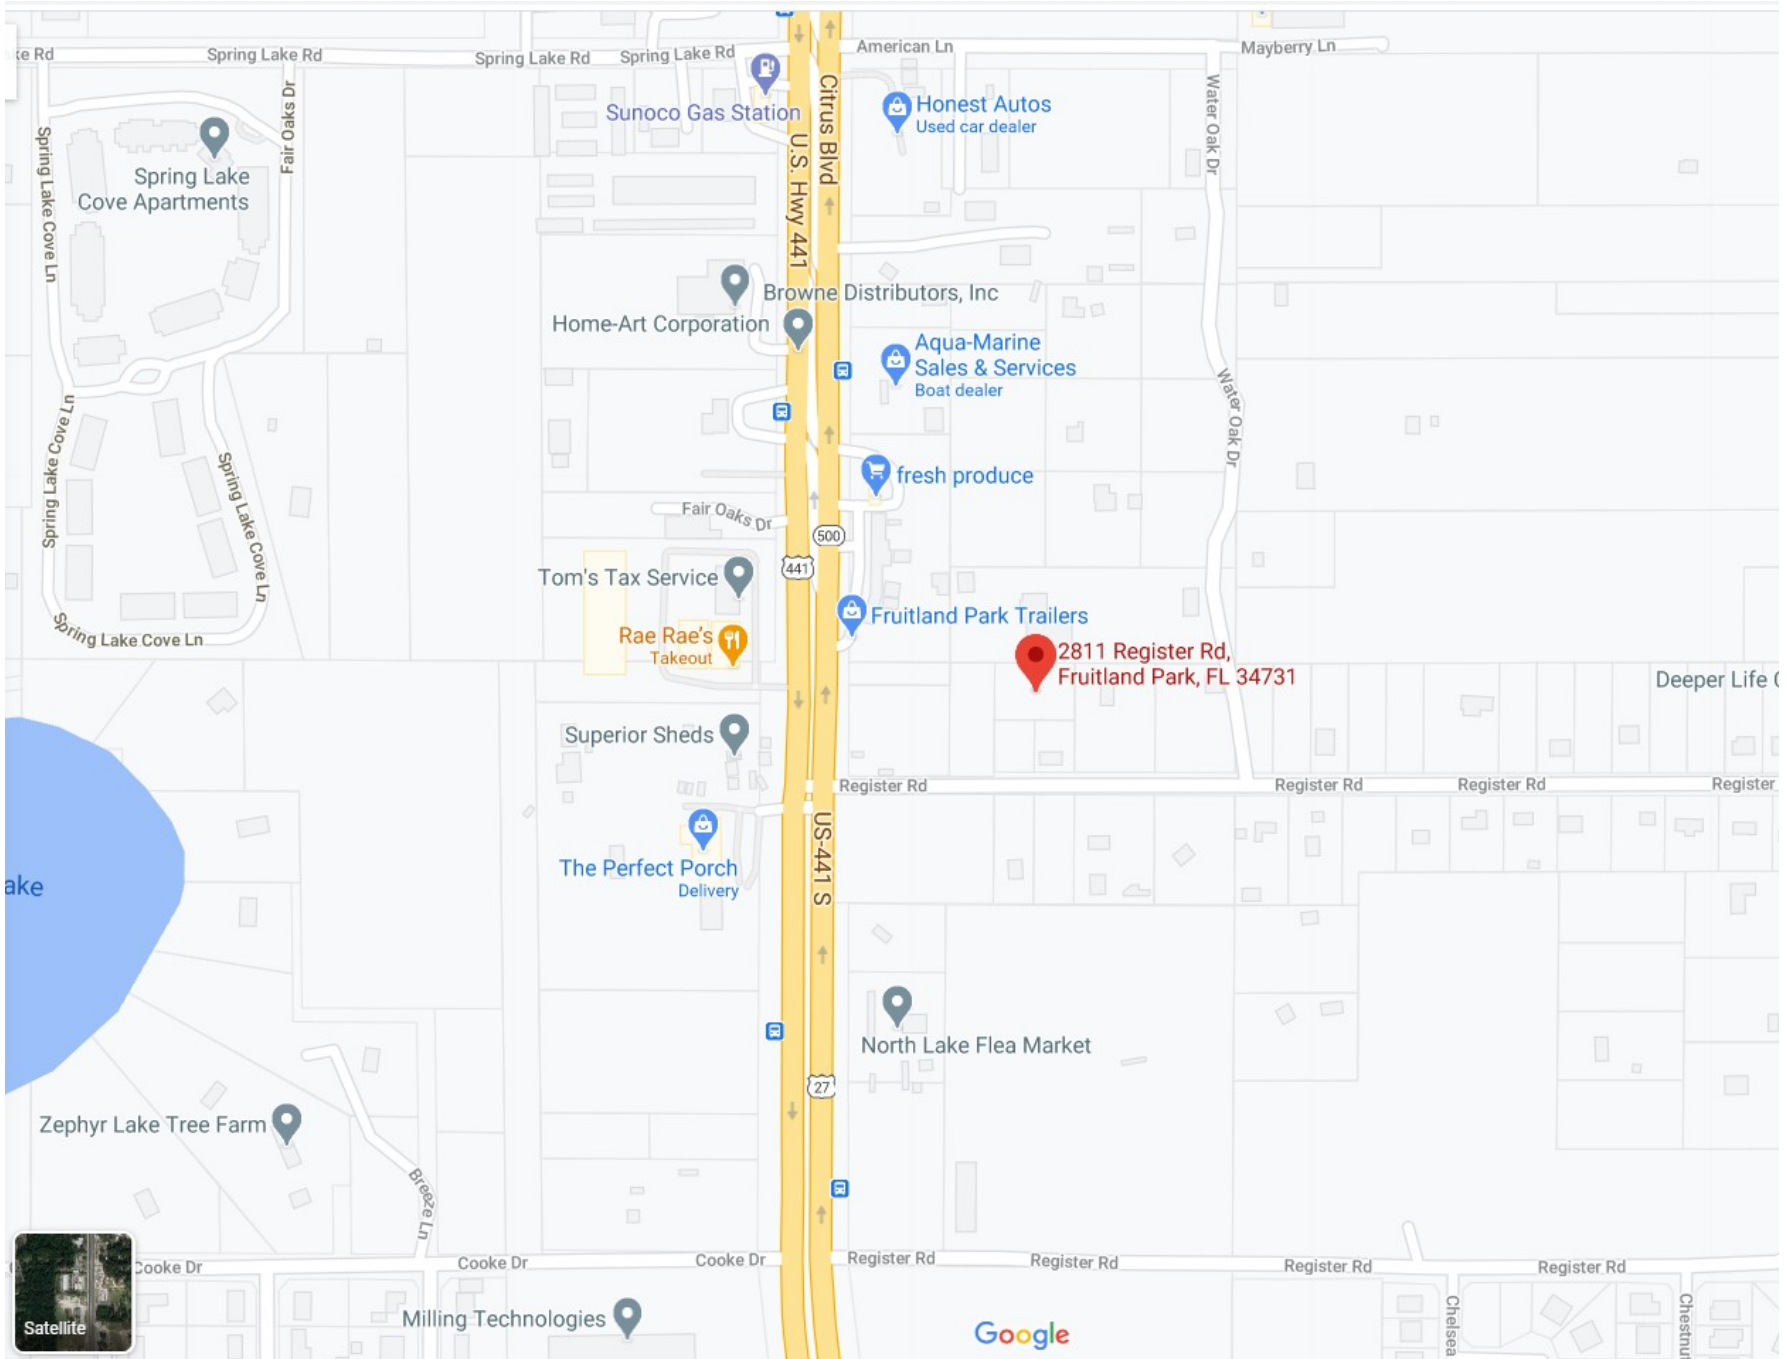 ke Rd
Spring Lake Rd
Spring Lake Rd
Spring Lake Rd
American Ln
Mayberry Ln
Sunoco Gas Station
Citrus Blvd
U.S. Hwy 441
Honest Autos
Used car dealer
Water Oak Dr
Fair Oaks Dr
Spring Lake Cove Ln
Spring Lake
Cove Apartments
Browne Distributors, Inc
Home-Art Corporation
Aqua-Marine
Sales & Services
Boat dealer
Water Oak Dr
Spring Lake Cove Ln
Spring Lake Cove Ln
fresh produce
Fair Oaks Dr
500
441
Tom's Tax Service
Fruitland Park Trailers
Spring Lake Cove Ln
Rae Rae's
Takeout
2811 Register Rd,
Fruitland Park, FL 34731
Deeper Life C
Superior Sheds
Register Rd
Register Rd
Register Rd
Register
US-441 S
The Perfect Porch
Delivery
ake
North Lake Flea Market
27
Zephyr Lake Tree Farm
Breeze Ln
Cooke Dr
Cooke Dr
Cooke Dr
Register Rd
Register Rd
Register Rd
Register Rd
Satellite
Milling Technologies
Google
Chelsea
Chestnut